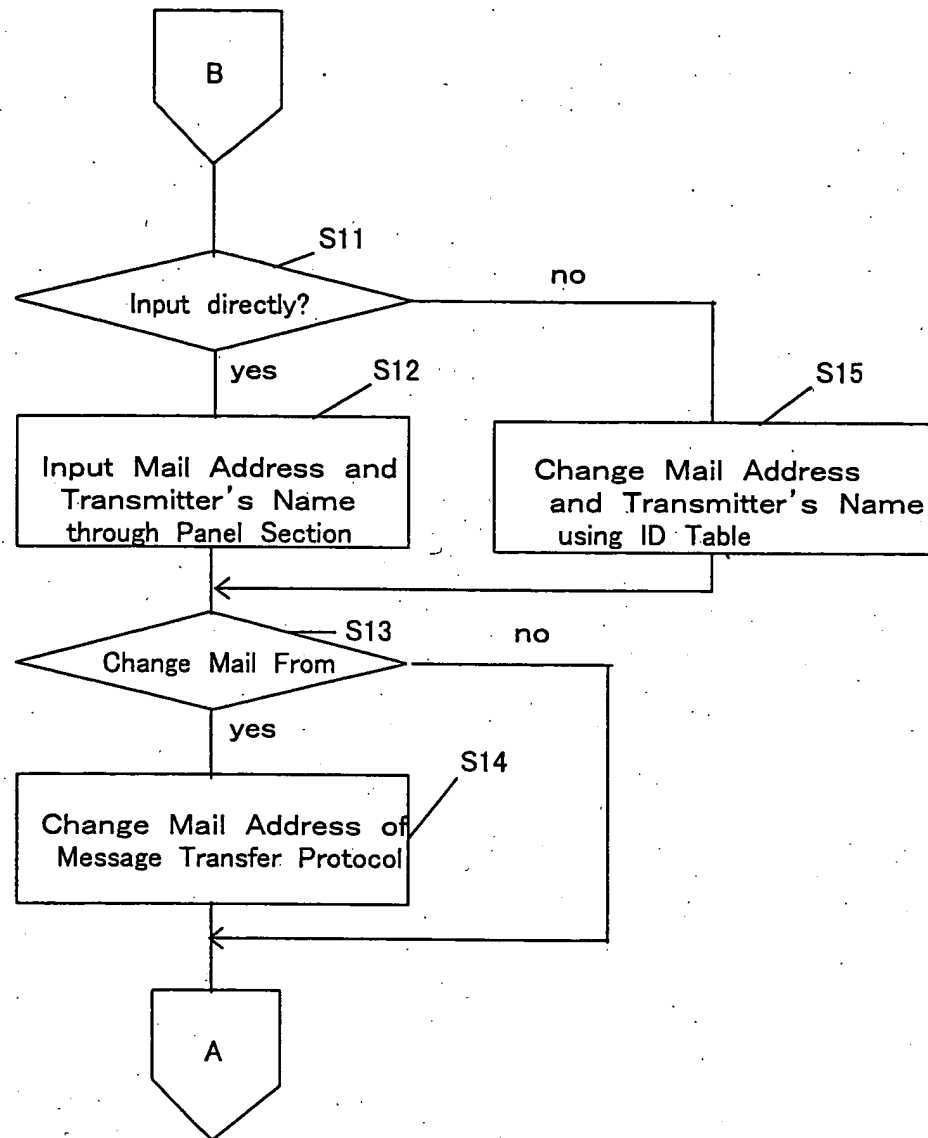 B
S11
no
Input directly?
yes
S12
S15
Input Mail Address and
Transmitter's Name
through Panel Section
Change Mail Address
and Transmitter's Name
using ID Table
S13
no
Change Mail From
yes
S14
Change Mail Address of
Message Transfer Protocol
A